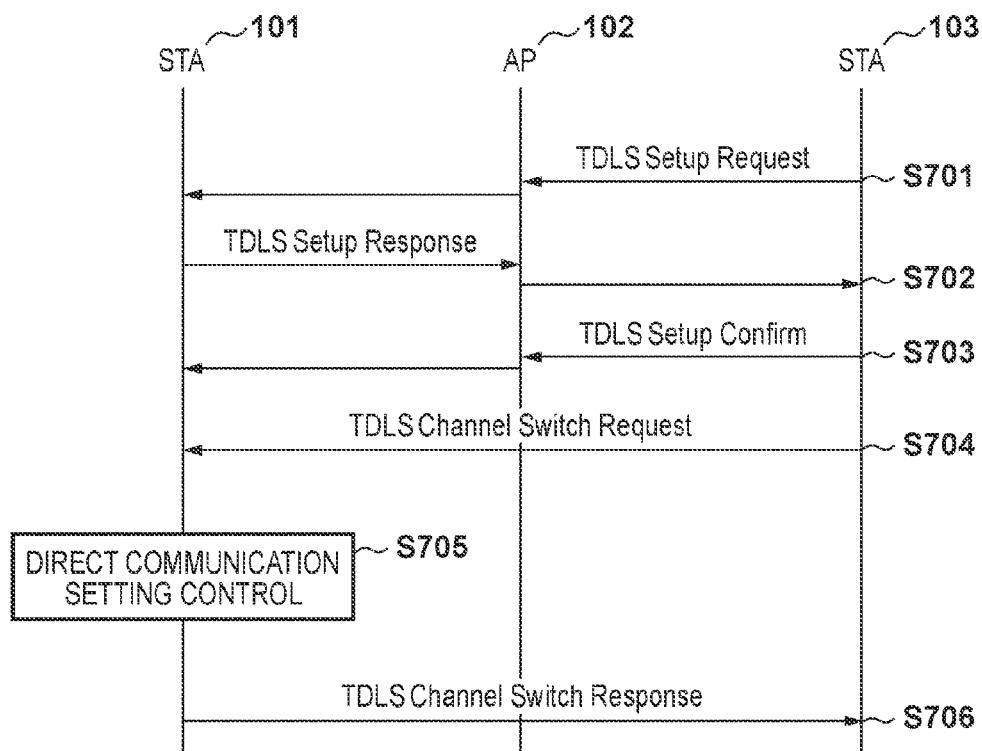 101
102
103
STA
AP
STA
TDLS Setup Request
S701
TDLS Setup Response
S702
TDLS Setup Confirm
S703
TDLS Channel Switch Request
S704
DIRECT COMMUNICATION
SETTING CONTROL
S705
TDLS Channel Switch Response
S706